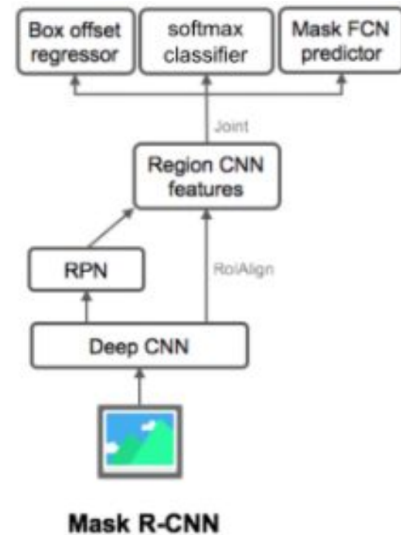 Box offset
regressor
softmax
classifier
Mask FCN
predictor
Joint
Region CNN
features
RPN
RoIAlign
Deep CNN
Mask R-CNN